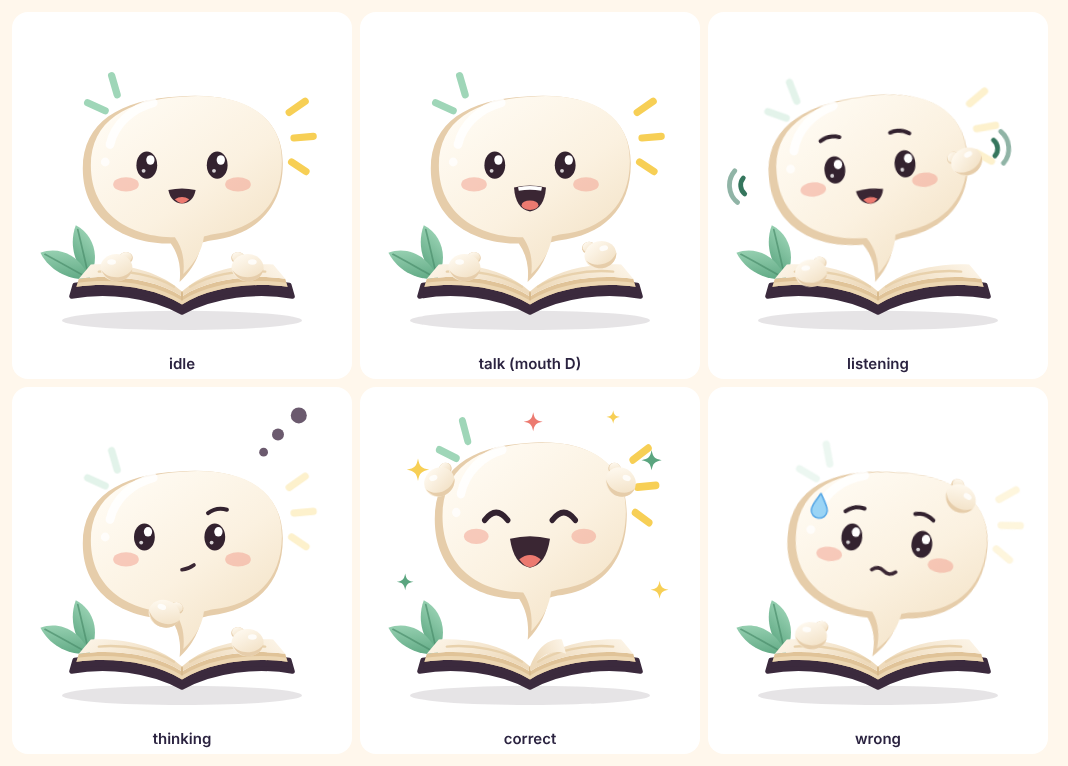 idle
talk (mouth D)
listening
thinking
correct
wrong